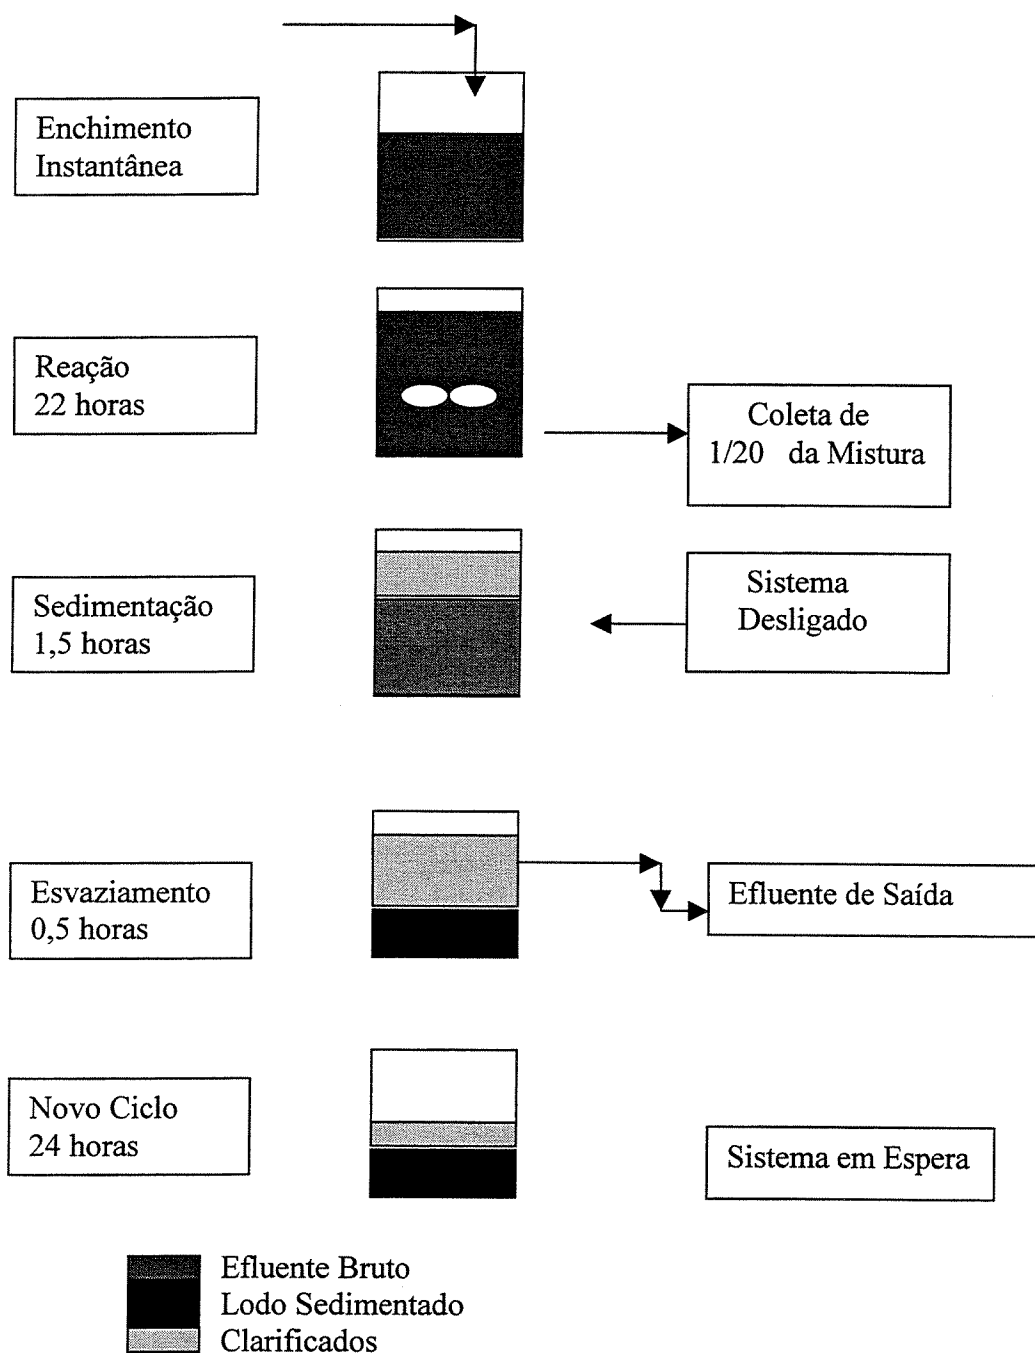 Enchimento
Instantânea
Reação
22 horas
Coleta de
1/20 da Mistura
Sedimentação
1,5 horas
Sistema
Desligado
Esvaziamento
0,5 horas
Efluente de Saída
Novo Ciclo
24 horas
Sistema em Espera
Efluente Bruto
Lodo Sedimentado
Clarificados